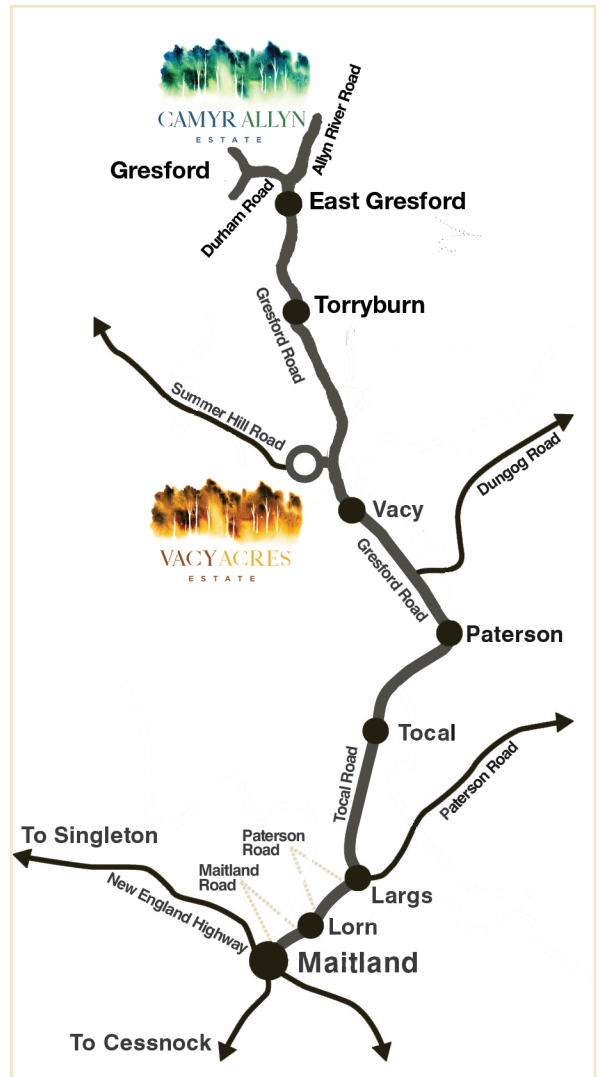 CAMYR ALLYN
ESTATE
Allyn River Road
Gresford
Durham Road
East Gresford
Torryburn
Gresford Road
Summer Hill Road
Dungog Road
VACYACRES
ESTATE
Vacy
Gresford Road
Paterson
Tocal
Tocal Road
Paterson Road
To Singleton
Paterson
Road
Maitland
Road
New England Highway
Largs
Lorn
Maitland
To Cessnock